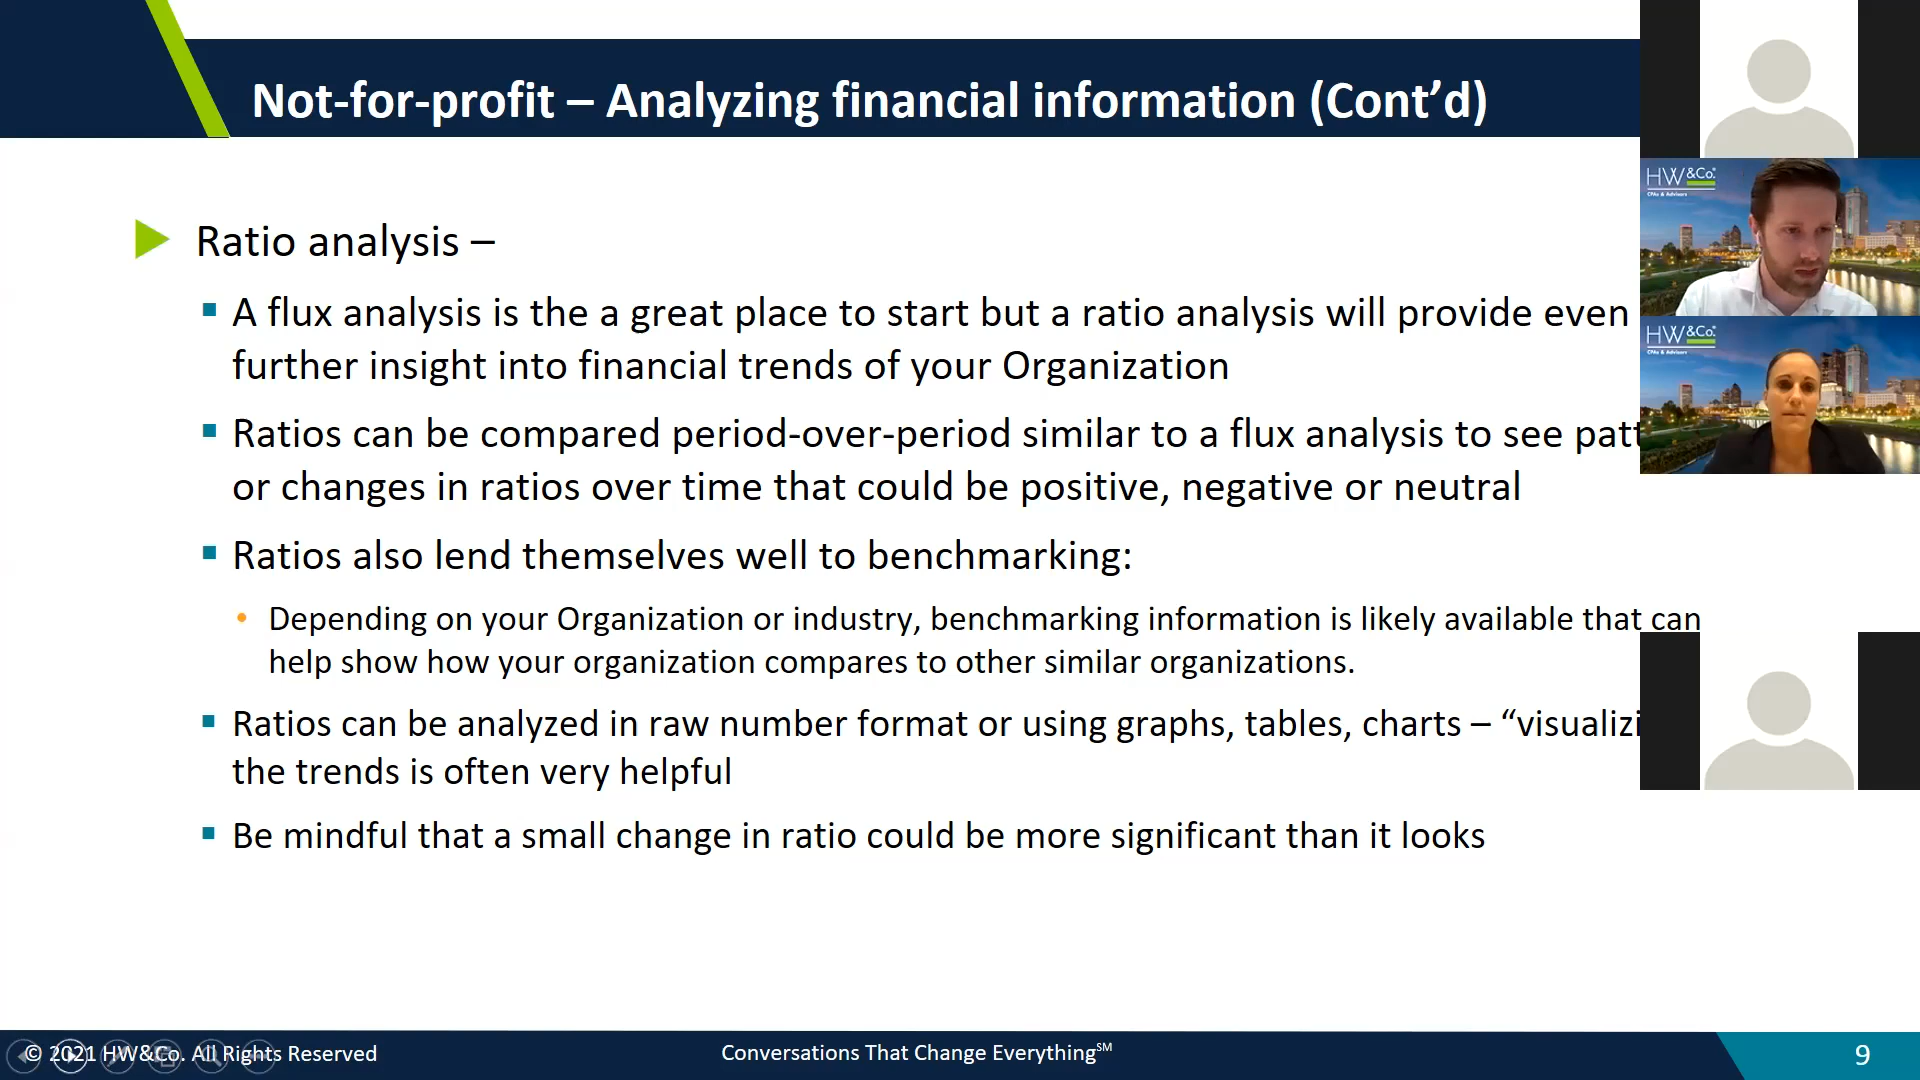 Not-for-profit – Analyzing financial information (Cont’d)
Ratio analysis –
A flux analysis is the a great place to start but a ratio analysis will provide even
further insight into financial trends of your Organization
Ratios can be compared period-over-period similar to a flux analysis to see
or changes in ratios over time that could be positive, negative or neutral
Ratios also lend themselves well to benchmarking:
Depending on your Organization or industry, benchmarking information is likely available that can
help show how your organization compares to other similar organizations.
Ratios can be analyzed in raw number format or using graphs, tables, charts –
the trends is often very helpful
Be mindful that a small change in ratio could be more significant than it looks
HW&Co.
CPAs & Advisors
HW&Co.
CPAs & Advisors
© 2021 HW&Co. All Rights Reserved
Conversations That Change Everything℠
9